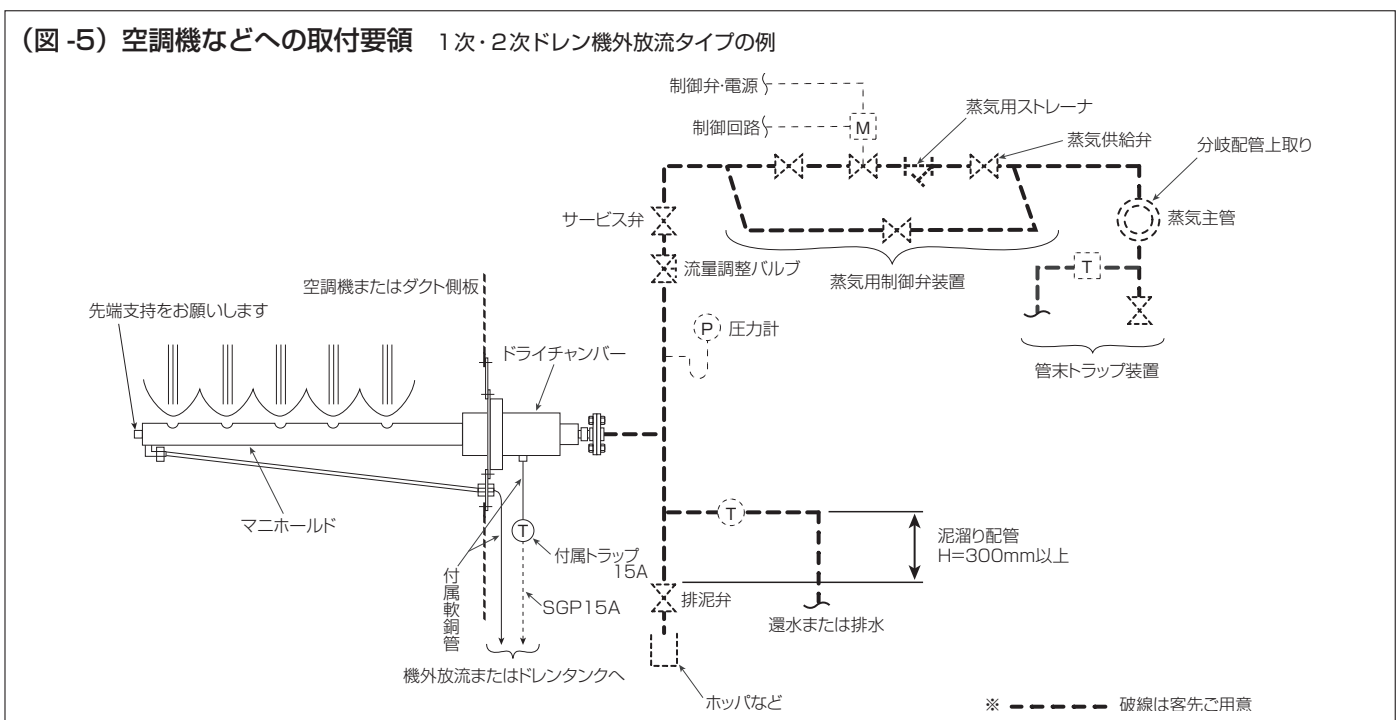 （図-5）空調機などへの取付要領　1次・2次ドレン機外放流タイプの例
制御弁・電源
制御回路
M
蒸気用ストレーナ
蒸気供給弁
分岐配管上取り
蒸気主管
サービス弁
流量調整バルブ
蒸気用制御弁装置
T
管末トラップ装置
空調機またはダクト側板
先端支持をお願いします
P
圧力計
ドライチャンバー
マニホールド
T
付属トラップ
15A
付属軟銅管
SGP15A
機外放流またはドレンタンクへ
T
泥溜り配管
H=300mm以上
排泥弁
還水または排水
ホッパなど
※ 破線は客先ご用意